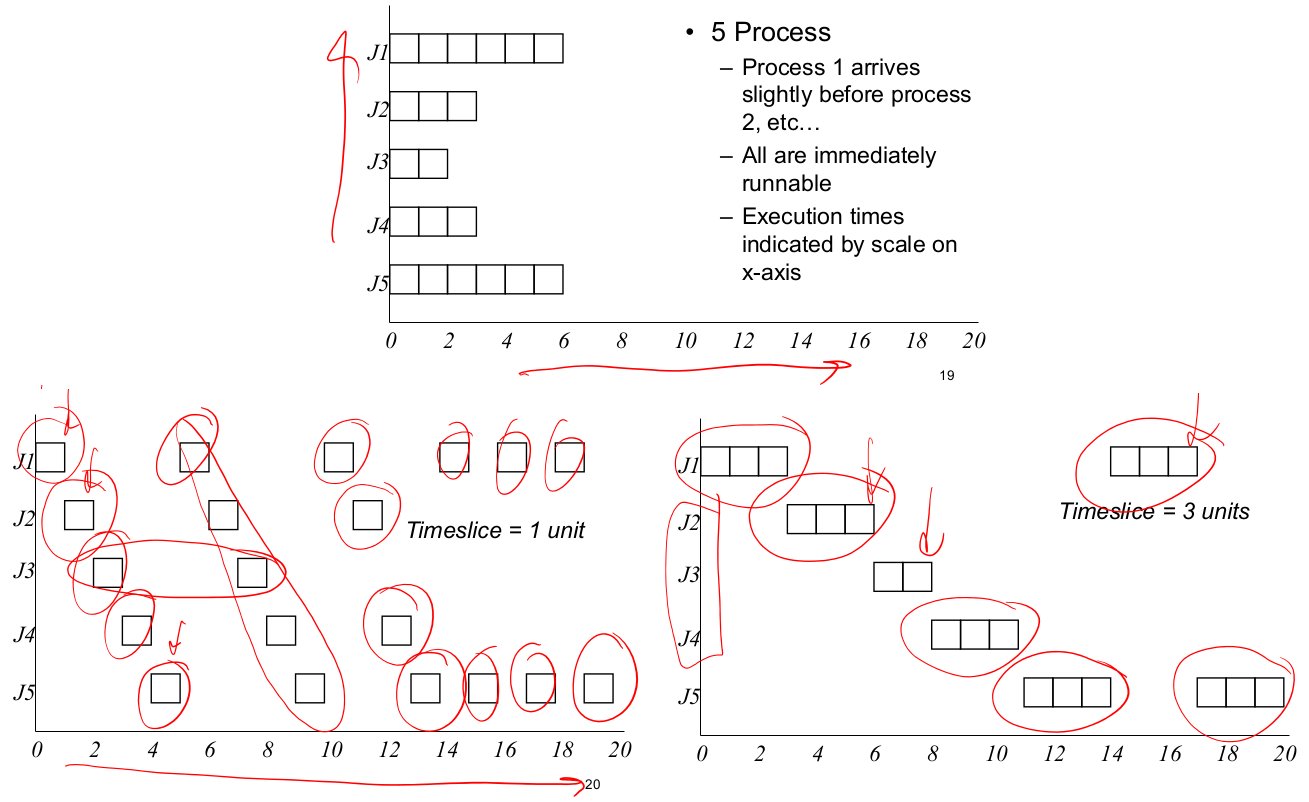 J1
J2
J3
J4
J5
0 2 4 6 8 10 12 14 16 18 20
• 5 Process
– Process 1 arrives
slightly before process
2, etc…
– All are immediately
runnable
– Execution times
indicated by scale on
x-axis
19
J1
J2
Timeslice = 1 unit
J3
J4
J5
0 2 4 6 8 10 12 14 16 18 20
20
J1
Timeslice = 3 units
J2
J3
J4
J5
0 2 4 6 8 10 12 14 16 18 20